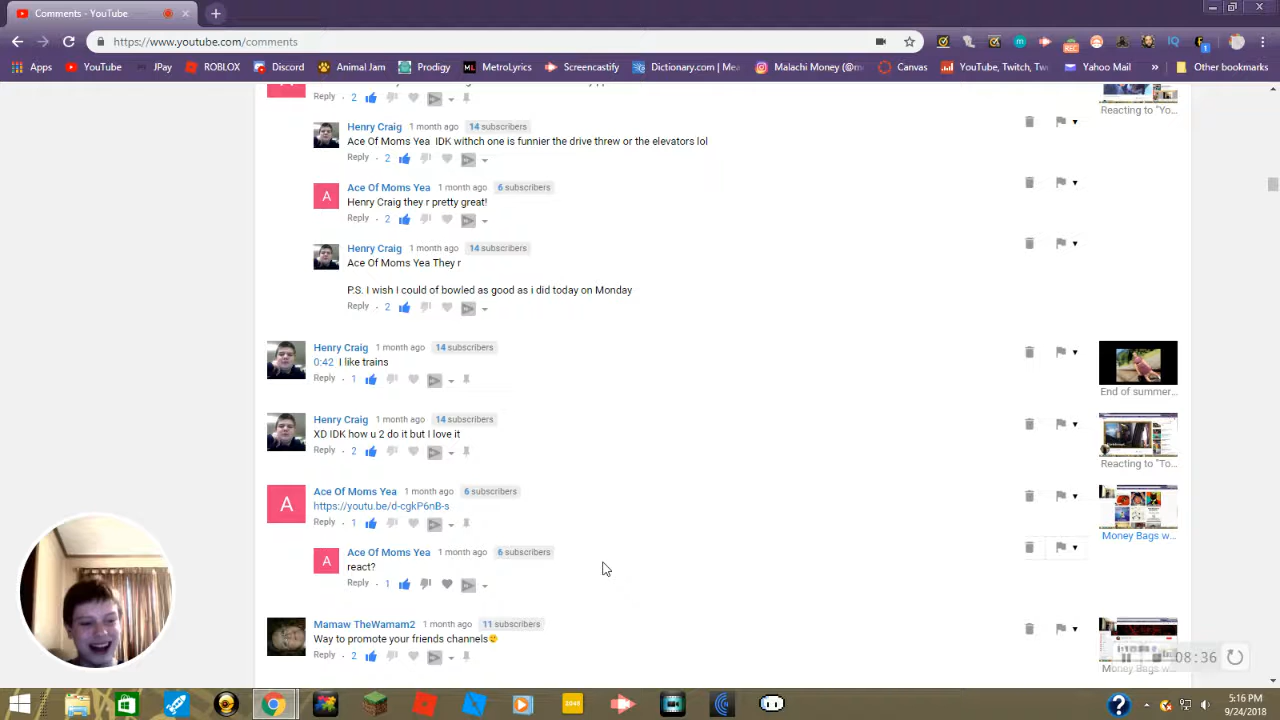 Comments - YouTube
https://www.youtube.com/comments
Apps YouTube JPay ROBLOX Discord Animal Jam Prodigy MetroLyrics Screencastify Dictionary.com | Mea Malachi Money (@m Canvas YouTube, Twitch, Tw Yahoo Mail » Other bookmarks
Reply · 2
Reacting to "Yo...
Henry Craig 1 month ago 14 subscribers
Ace Of Moms Yea IDK witch one is funnier the drive threw or the elevators lol
Reply · 2
Ace Of Moms Yea 1 month ago 6 subscribers
A
Henry Craig they r pretty great!
Reply · 2
Henry Craig 1 month ago 14 subscribers
Ace Of Moms Yea They r
P.S. I wish I could of bowled as good as i did today on Monday
Reply · 2
Henry Craig 1 month ago 14 subscribers
0:42 I like trains
Reply · 1
End of summer...
Henry Craig 1 month ago 14 subscribers
XD IDK how u 2 do it but I love it
Reply · 2
Reacting to "To...
Ace Of Moms Yea 1 month ago 6 subscribers
A
https://youtu.be/d-cgkP6nB-s
Reply · 1
Money Bags w...
Ace Of Moms Yea 1 month ago 6 subscribers
A
react?
Reply · 1
Mamaw TheWamam2 1 month ago 11 subscribers
Way to promote your friends channels
Reply · 2
08:36
Money Bags w...
5:16 PM
9/24/2018